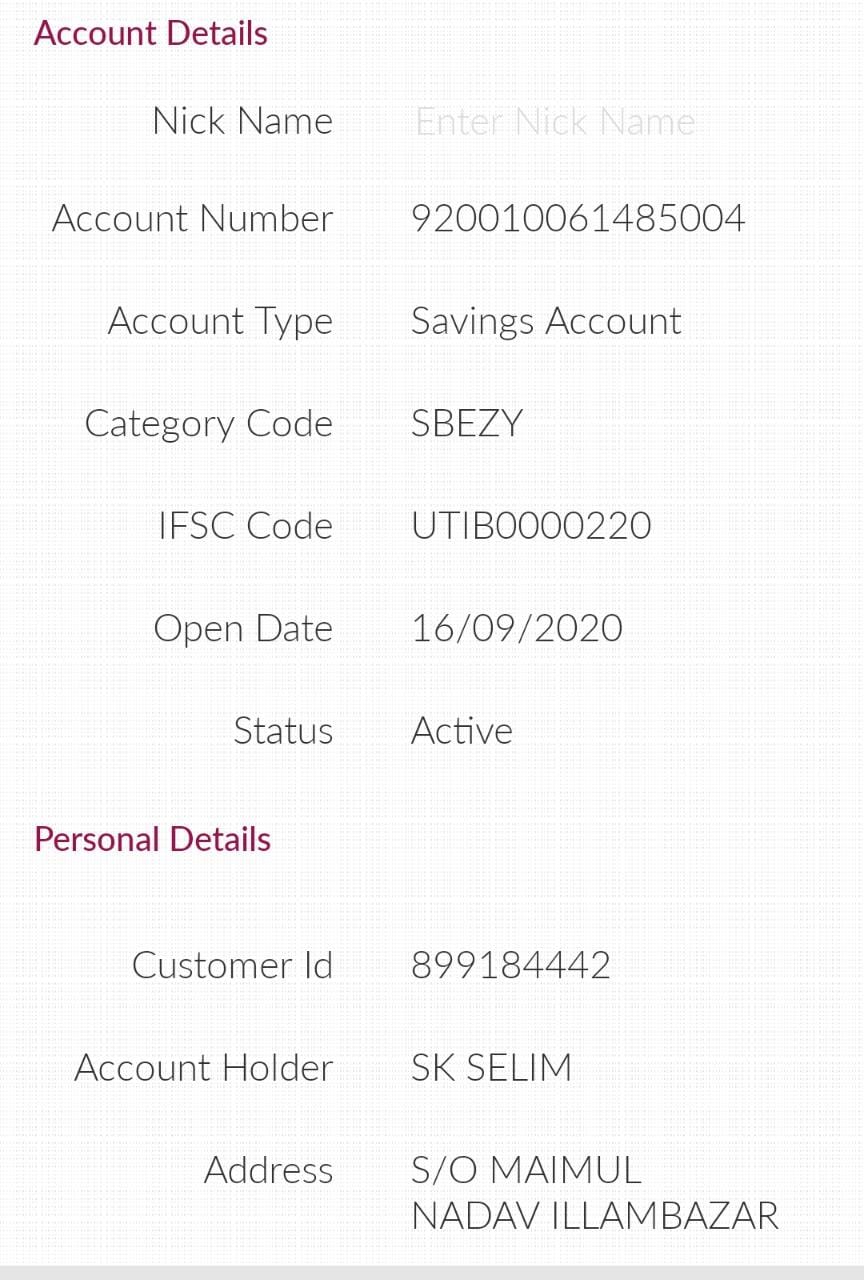 Account Details
Nick Name Enter Nick Name
Account Number 920010061485004
Account Type Savings Account
Category Code SBEZY
IFSC Code UTIB0000220
Open Date 16/09/2020
Status Active
Personal Details
Customer Id 899184442
Account Holder SK SELIM
Address S/O MAIMUL
NADAV ILLAMBAZAR